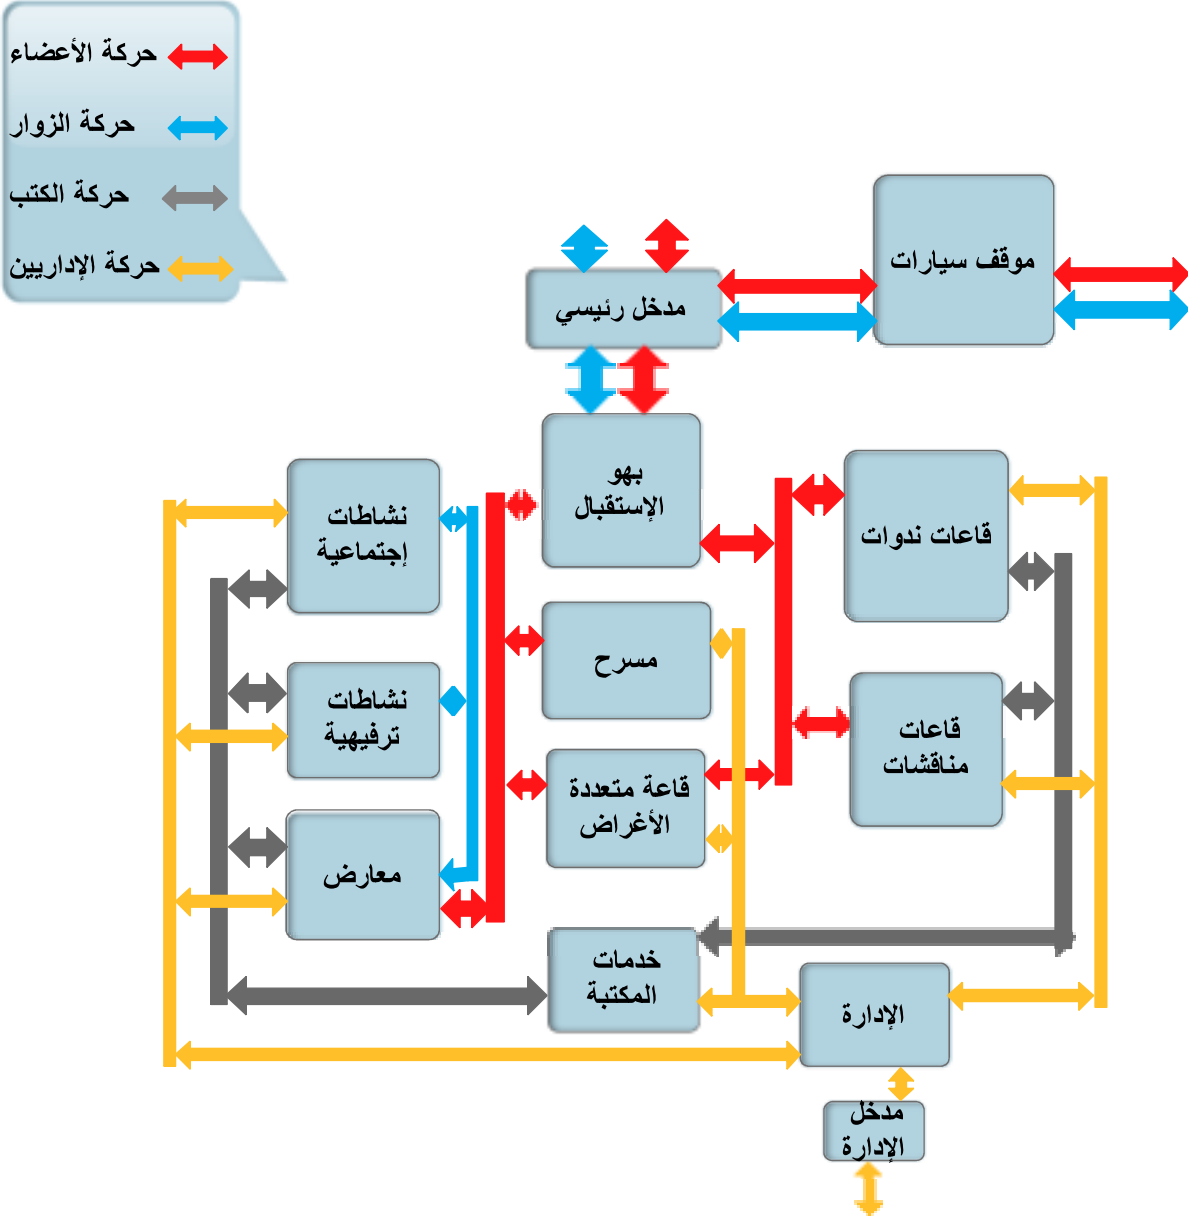 حركة الأعضاء
حركة الزوار
حركة الكتب
حركة الإداريين
موقف سيارات
مدخل رئيسي
بهو
الإستقبال
قاعات ندوات
نشاطات
إجتماعية
مسرح
نشاطات
ترفيهية
قاعات
مناقشات
قاعة متعددة
الأغراض
معارض
خدمات
المكتبة
الإدارة
مدخل
الإدارة